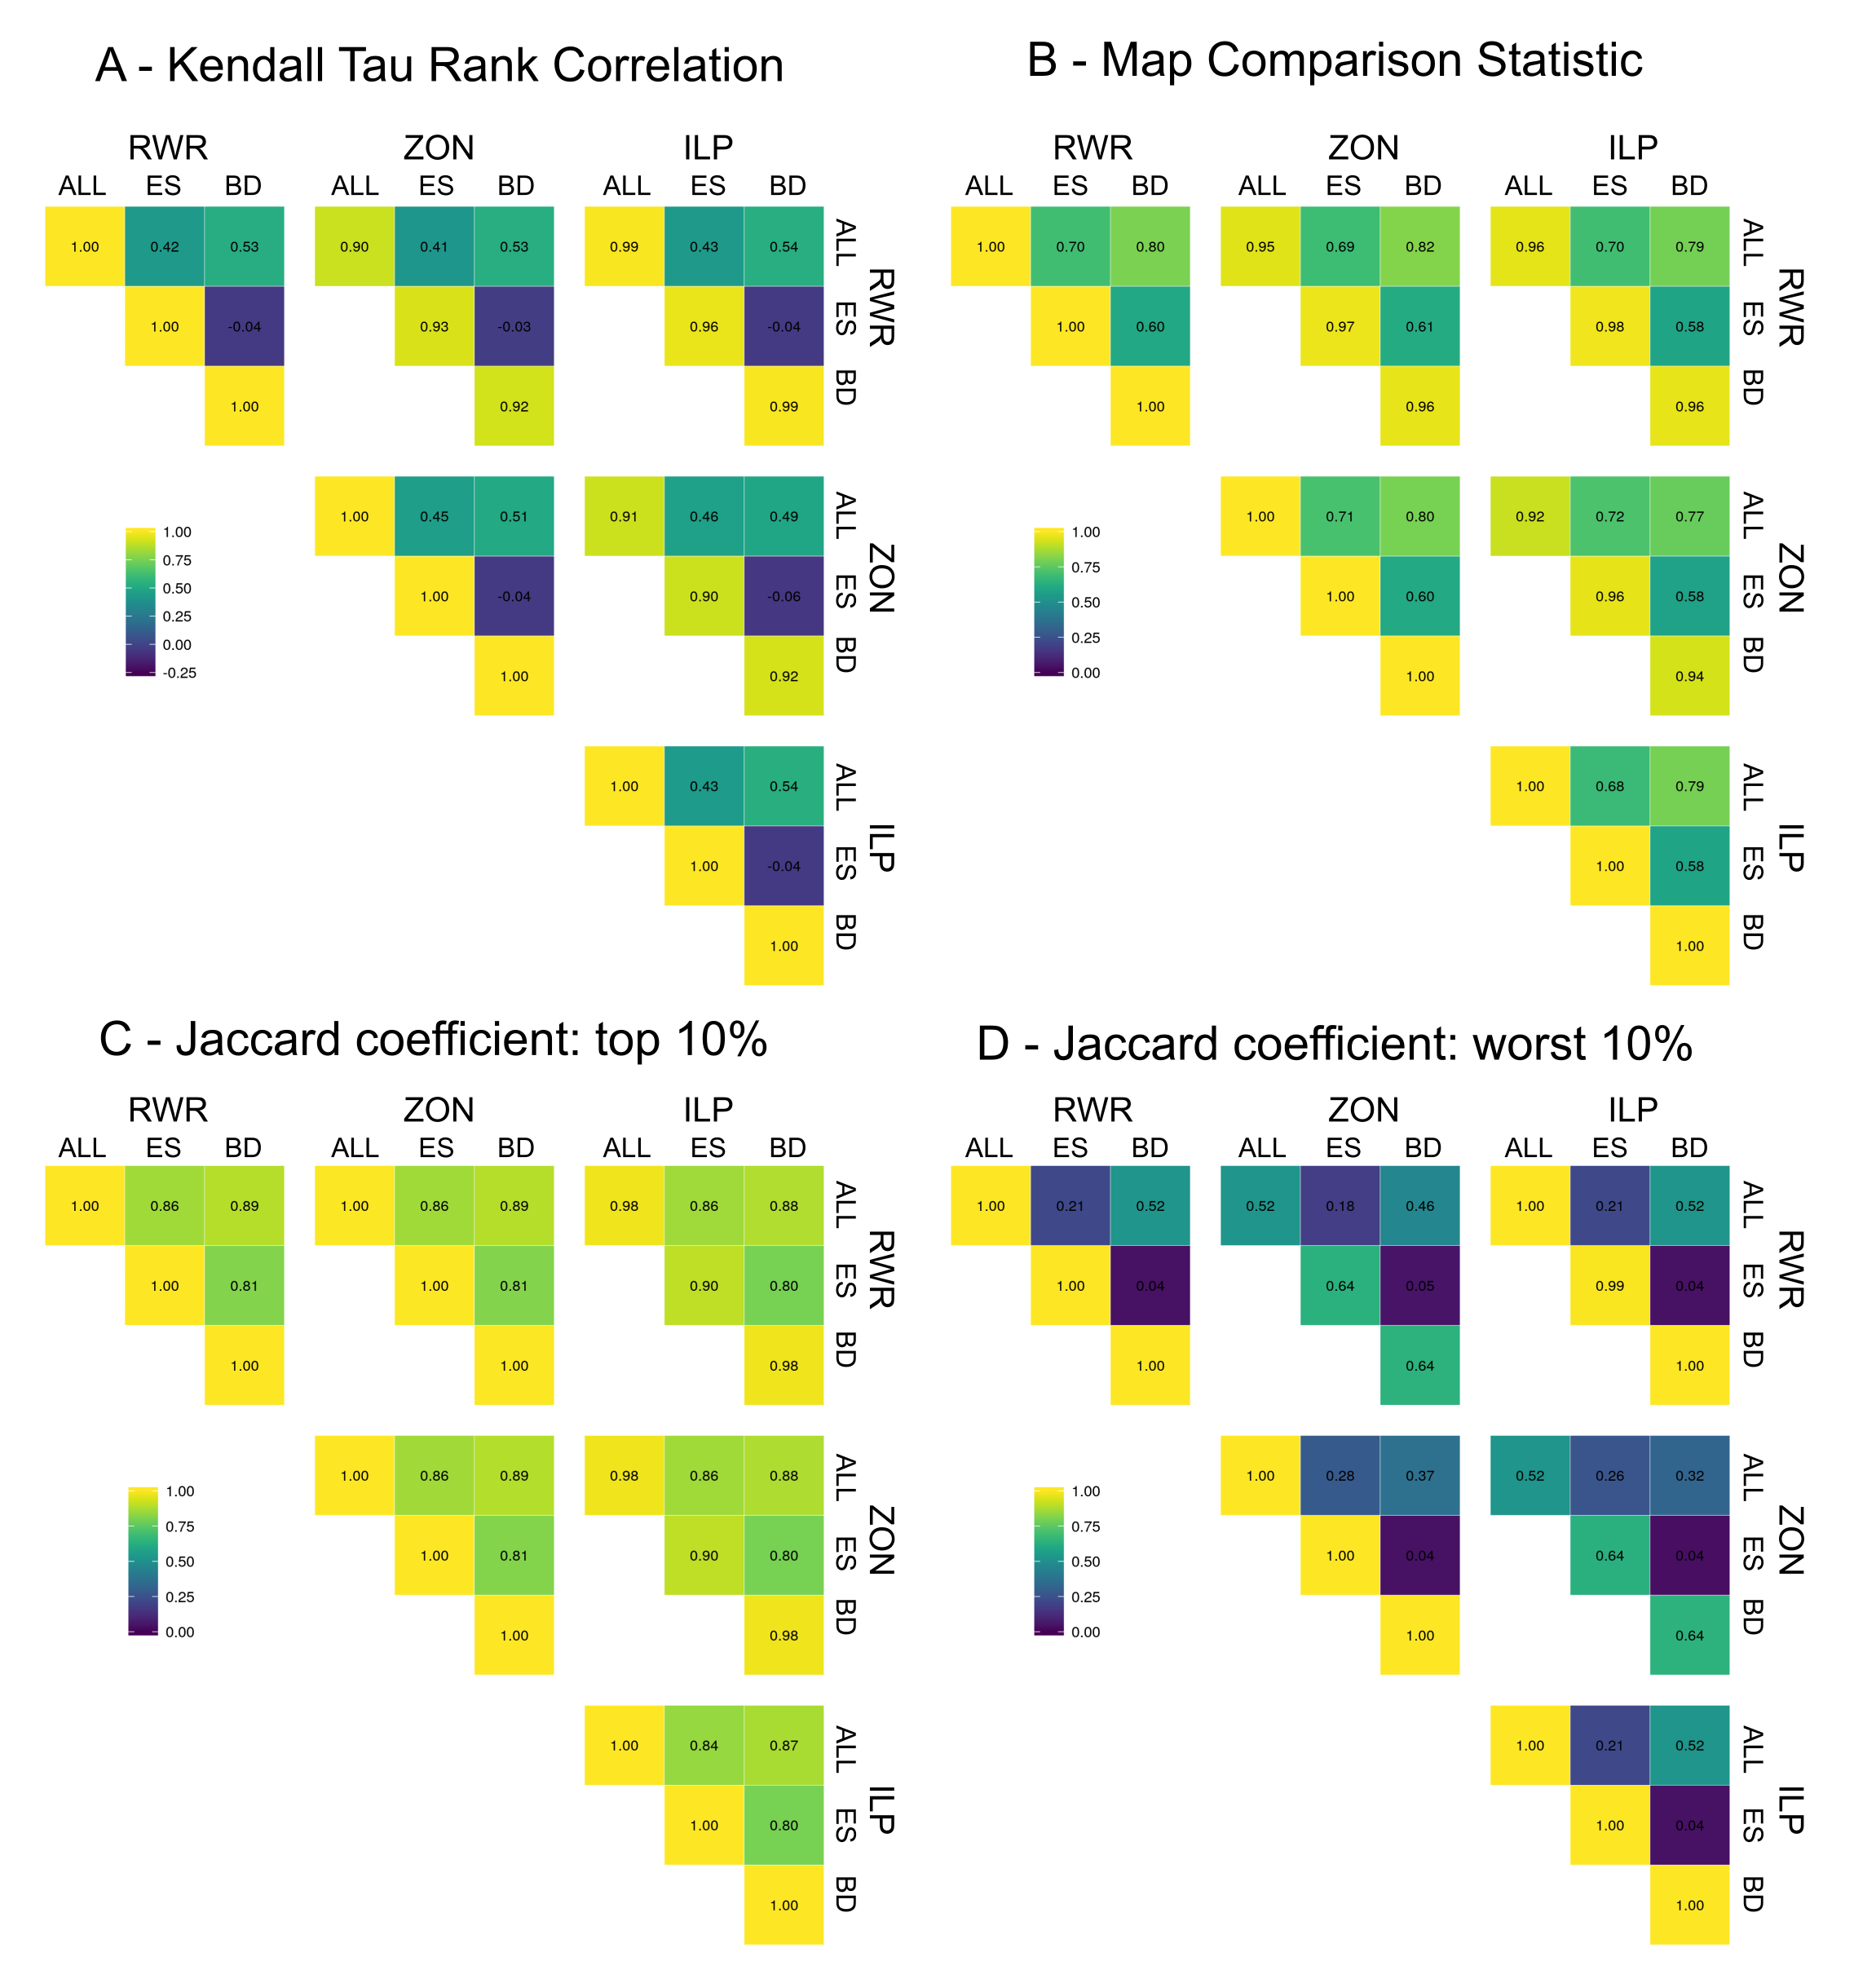 A - Kendall Tau Rank Correlation
RWR ZON ILP
ALL ES BD ALL ES BD ALL ES BD
1.00 0.42 0.53 0.90 0.41 0.53 0.99 0.43 0.54 ALL
1.00 -0.04 0.93 -0.03 0.96 -0.04 ES RWR
1.00 0.92 0.99 BD
1.00 0.45 0.51 0.91 0.46 0.49 ALL
1.00 -0.04 0.90 -0.06 ES ZON
1.00 0.92 BD
1.00
0.75
0.50
0.25
0.00
-0.25
1.00 0.43 0.54 ALL
1.00 -0.04 ES ILP
1.00 BD
B - Map Comparison Statistic
RWR ZON ILP
ALL ES BD ALL ES BD ALL ES BD
1.00 0.70 0.80 0.95 0.69 0.82 0.96 0.70 0.79 ALL
1.00 0.60 0.97 0.61 0.98 0.58 ES RWR
1.00 0.96 0.96 BD
1.00 0.71 0.80 0.92 0.72 0.77 ALL
1.00 0.60 0.96 0.58 ES ZON
1.00 0.94 BD
1.00
0.75
0.50
0.25
0.00
1.00 0.68 0.79 ALL
1.00 0.58 ES ILP
1.00 BD
C - Jaccard coefficient: top 10%
RWR ZON ILP
ALL ES BD ALL ES BD ALL ES BD
1.00 0.86 0.89 1.00 0.86 0.89 0.98 0.86 0.88 ALL
1.00 0.81 1.00 0.81 0.90 0.80 ES RWR
1.00 1.00 0.98 BD
1.00 0.86 0.89 0.98 0.86 0.88 ALL
1.00 0.81 0.90 0.80 ES ZON
1.00 0.98 BD
1.00
0.75
0.50
0.25
0.00
1.00 0.84 0.87 ALL
1.00 0.80 ES ILP
1.00 BD
D - Jaccard coefficient: worst 10%
RWR ZON ILP
ALL ES BD ALL ES BD ALL ES BD
1.00 0.21 0.52 0.52 0.18 0.46 1.00 0.21 0.52 ALL
1.00 0.04 0.64 0.05 0.99 0.04 ES RWR
1.00 0.64 1.00 BD
1.00 0.28 0.37 0.52 0.26 0.32 ALL
1.00 0.04 0.64 0.04 ES ZON
1.00 0.64 BD
1.00
0.75
0.50
0.25
0.00
1.00 0.21 0.52 ALL
1.00 0.04 ES ILP
1.00 BD